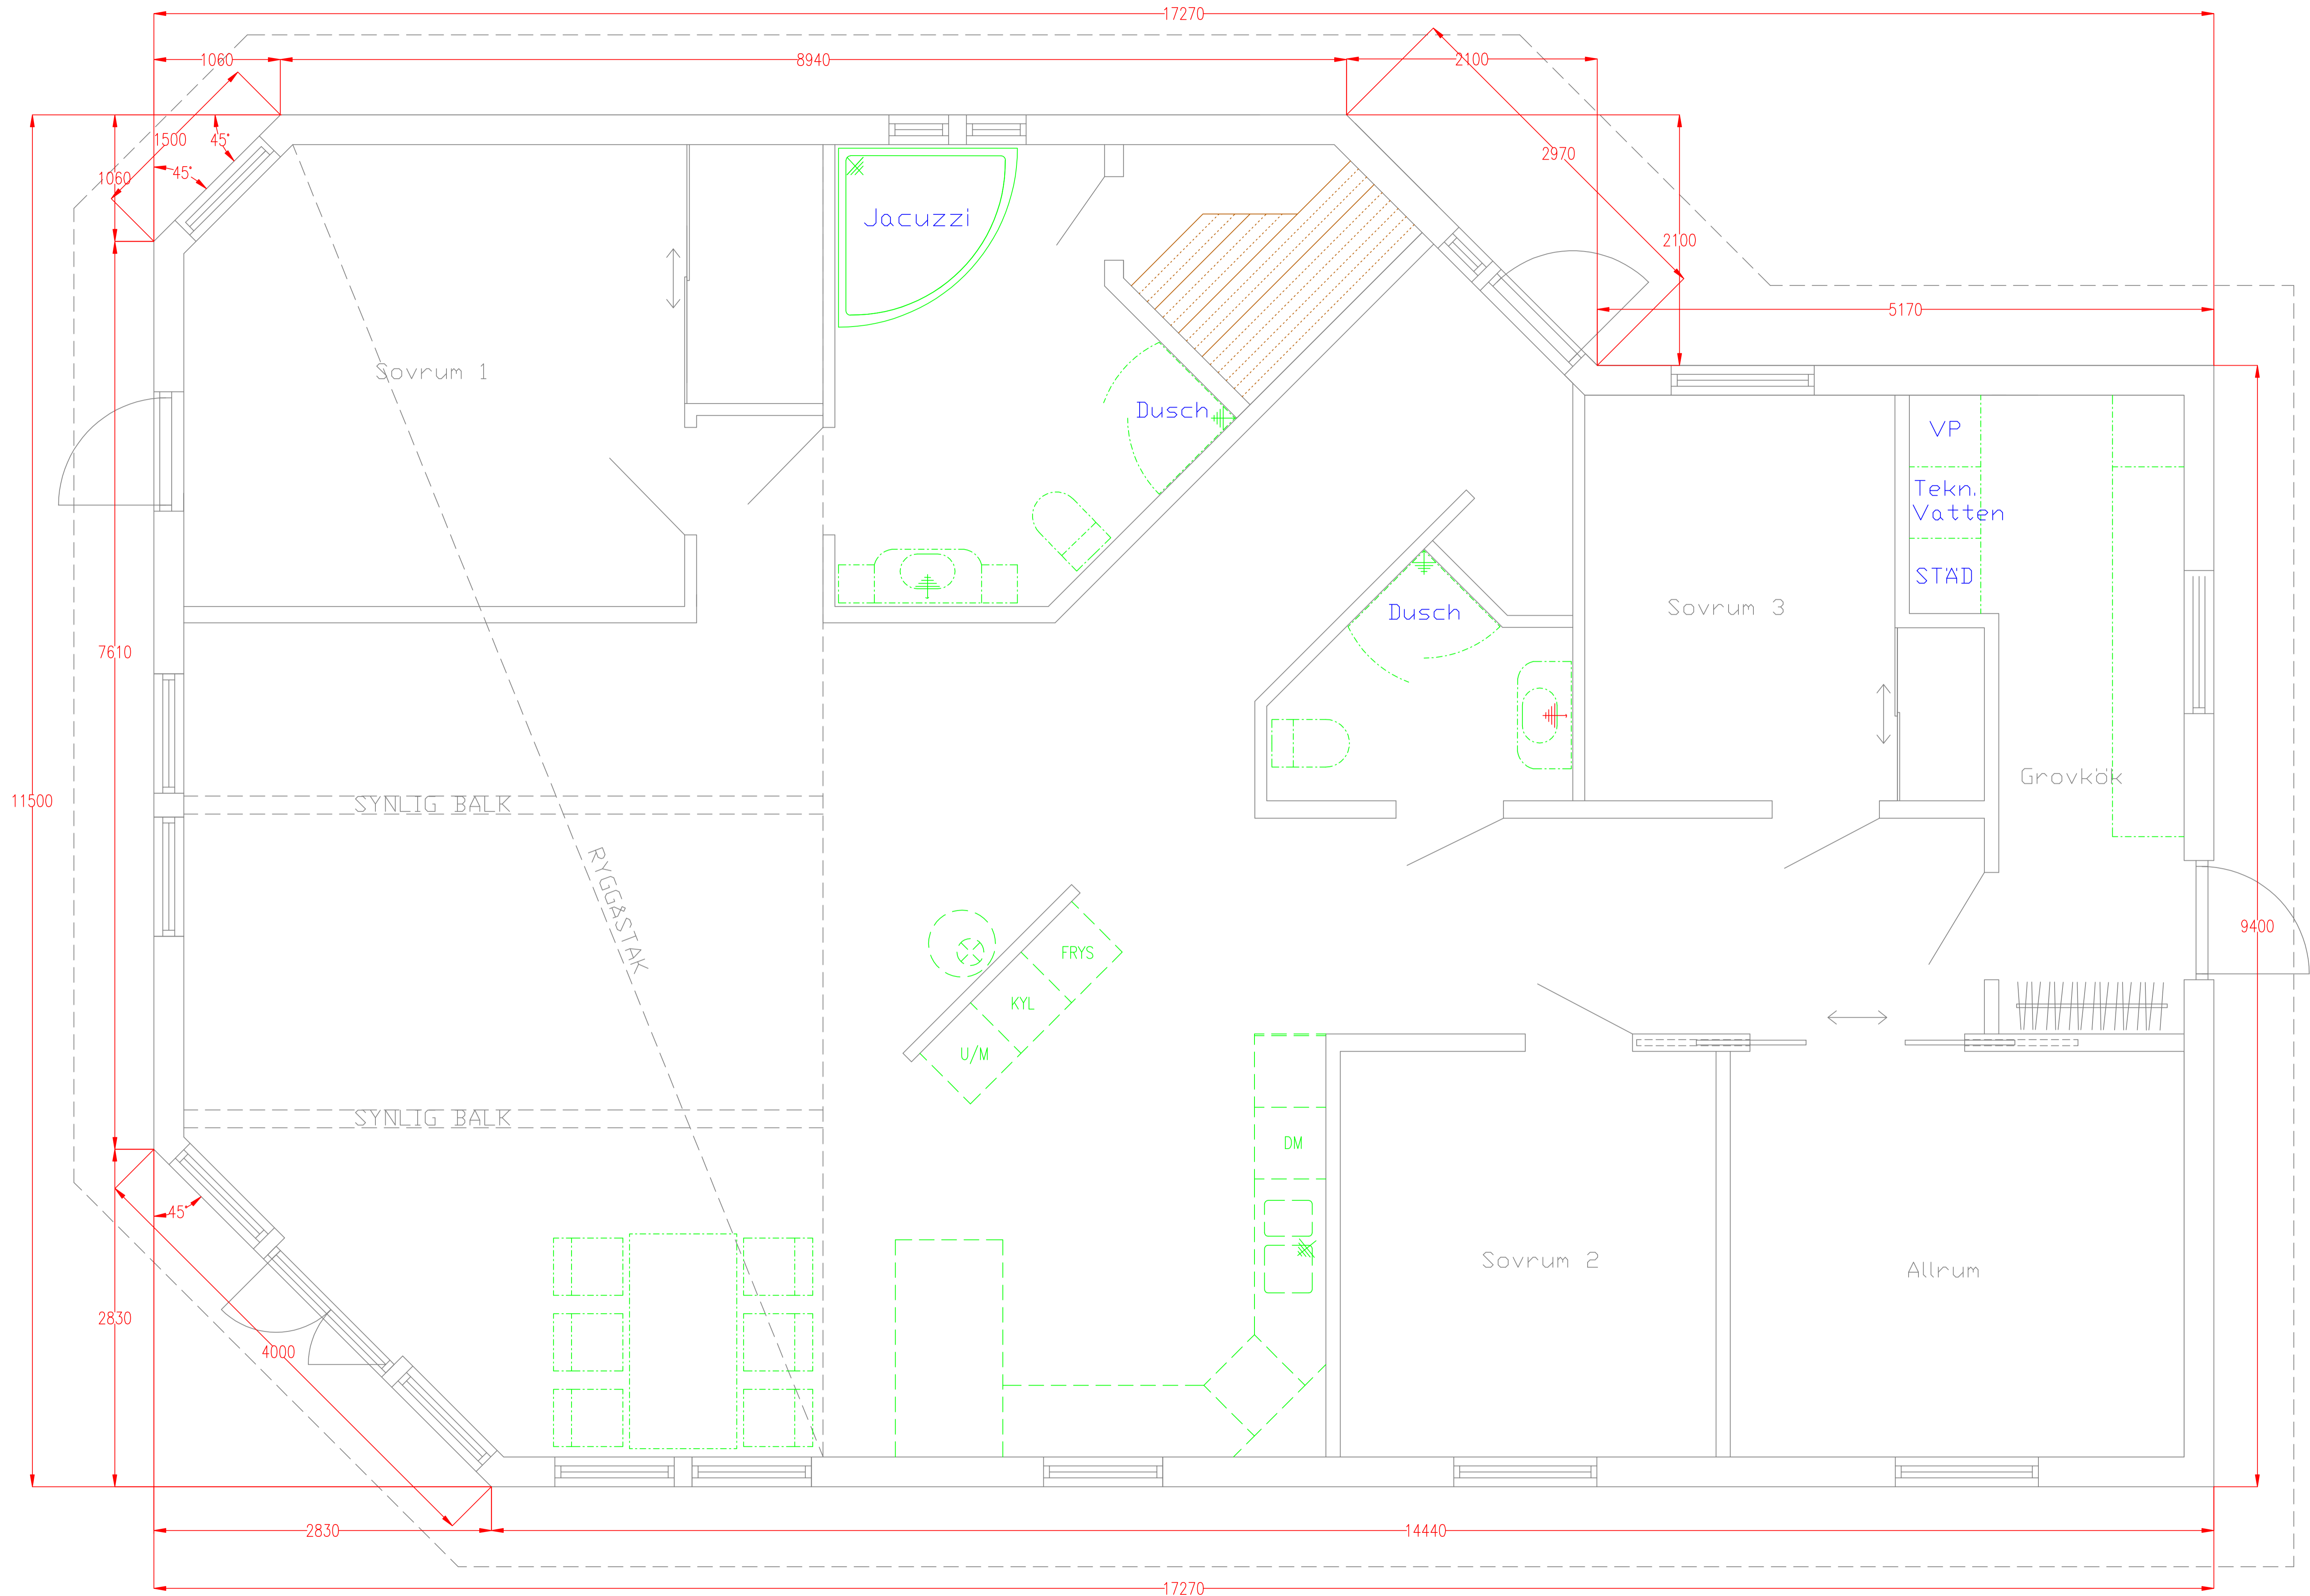 17270
1060
8940
2100
1500
45°
45°
1060
2970
2100
5170
Jacuzzi
Sovrum 1
Dusch
VP
Tekn.
Vatten
STÄD
Dusch
Sovrum 3
7610
11500
SYNLIG BALK
Grovkök
RYGGÅSTAK
9400
FRYS
KYL
U/M
SYNLIG BALK
DM
45°
Sovrum 2
Allrum
2830
4000
2830
14440
17270